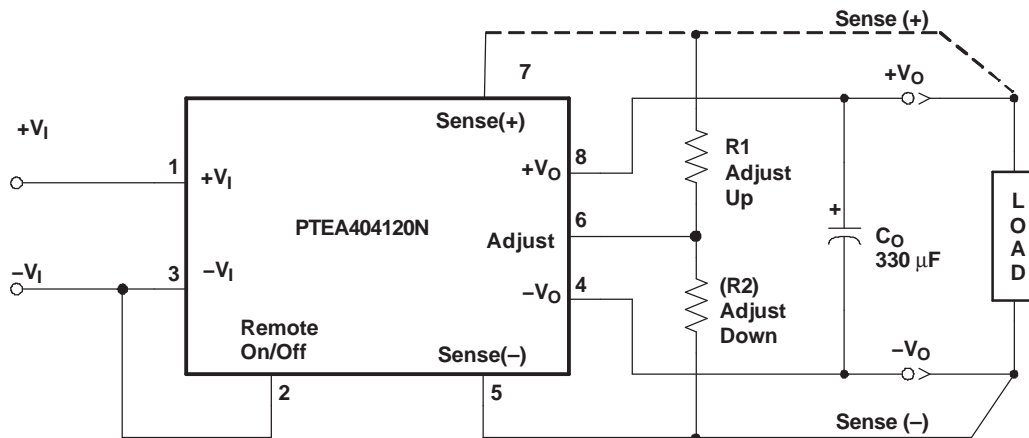 Sense (+)
7
+VO
+VI
Sense(+)
R1
Adjust
Up
8
+VO
1
+VI
L
O
A
D
PTEA404120N
6
Adjust
+
CO
330 μF
–VI
3
–VI
4
–VO
(R2)
Adjust
Down
Remote
On/Off
Sense(–)
–VO
2
5
Sense (–)